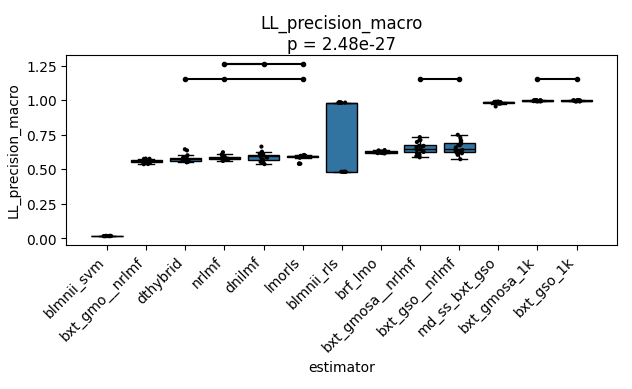 LL_precision_macro
p = 2.48e-27
LL_precision_macro
1.25
1.00
0.75
0.50
0.25
0.00
blmnii_svm
bxt_gmo__nrlmf
dthybrid
nrlmf
dnilmf
lmorls
blmnii_rls
brf_lmo
bxt_gmosa__nrlmf
bxt_gso__nrlmf
md_ss_bxt_gso
bxt_gmosa_1k
bxt_gso_1k
estimator